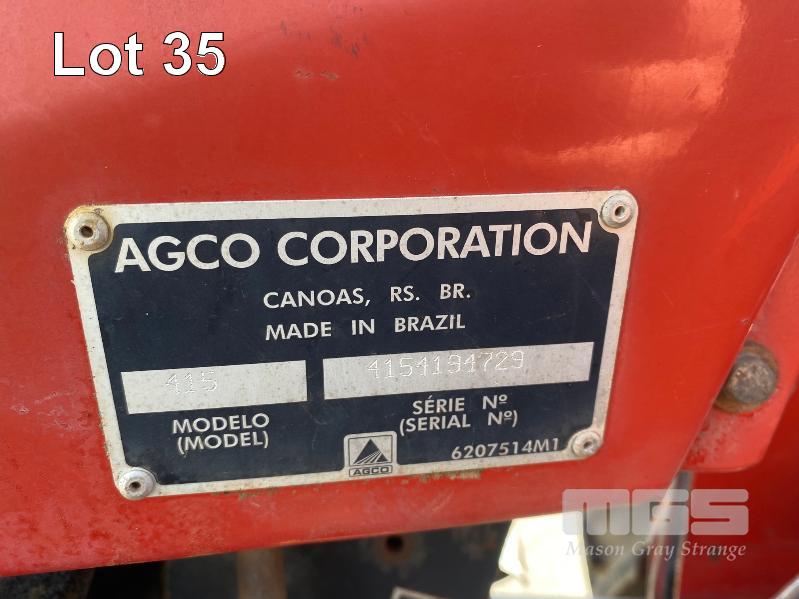 Lot 35
AGCO CORPORATION
CANOAS, RS. BR.
MADE IN BRAZIL
415
4154194729
MODELO
(MODEL)
SÉRIE Nº
(SERIAL Nº)
AGCO
6207514M1
MGS
Mason Gray Strange